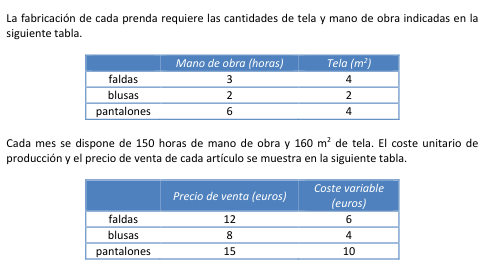 La fabricación de cada prenda requiere las cantidades de tela y mano de obra indicadas en la
siguiente tabla.
Mano de obra (horas) Tela (m²)
faldas 3 4
blusas 2 2
pantalones 6 4
Cada mes se dispone de 150 horas de mano de obra y 160 m² de tela. El coste unitario de
producción y el precio de venta de cada artículo se muestra en la siguiente tabla.
Precio de venta (euros) Coste variable
(euros)
faldas 12 6
blusas 8 4
pantalones 15 10